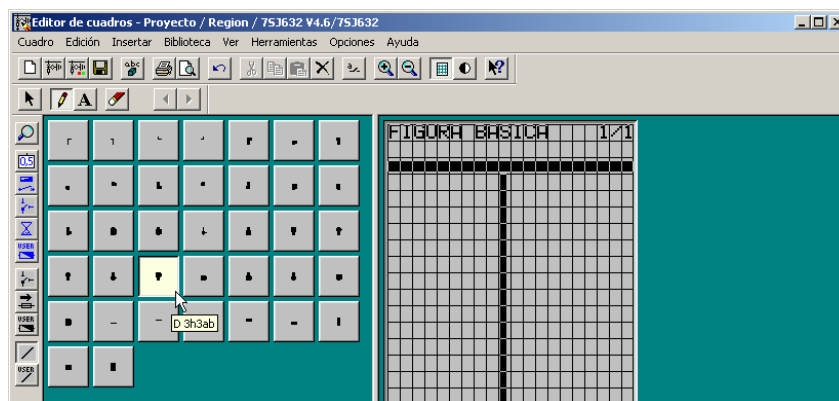 Editor de cuadros - Proyecto / Region / 7SJ632 V4.6/7SJ632
Cuadro Edición Insertar Biblioteca Ver Herramientas Opciones Ayuda
abc
A
0.5
USER
USER
USER
D 3h3ab
FIGURA BASICA 1/1